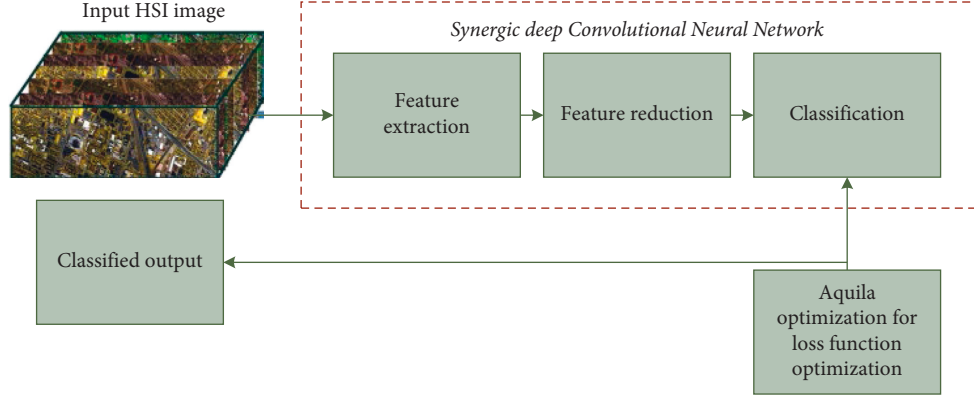 Input HSI image
Synergic deep Convolutional Neural Network
Feature
extraction
Feature reduction
Classification
Classified output
Aquila
optimization for
loss function
optimization